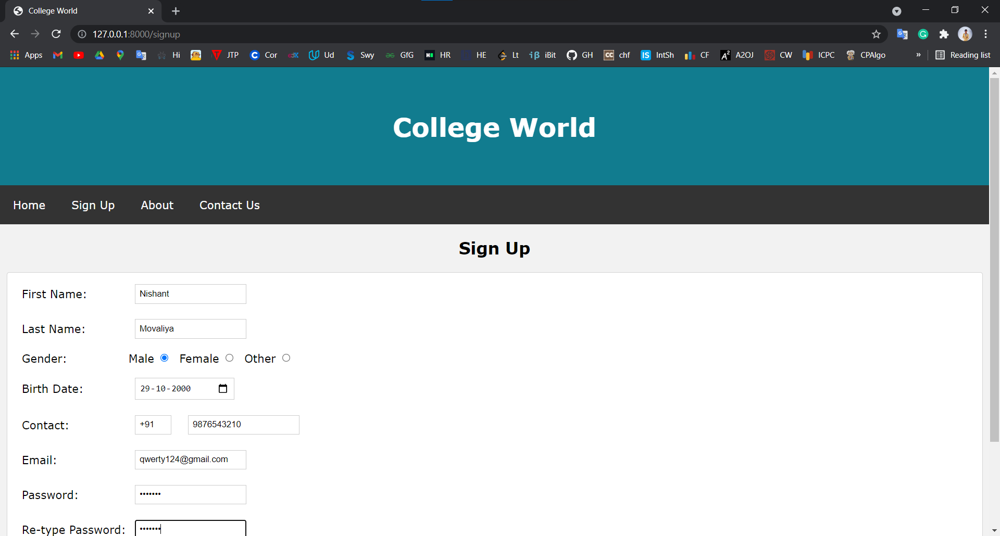 College World
127.0.0.1:8000/signup
Apps Hi JTP Cor Ud Swy GfG HR HE Lt iBit GH chf IntSh CF A2OJ CW ICPC CPAlgo » Reading list
College World
Home Sign Up About Contact Us
Sign Up
First Name: Nishant
Last Name: Movaliya
Gender: Male Female Other
Birth Date: 29-10-2000
Contact: +91 9876543210
Email: qwerty124@gmail.com
Password: •••••••
Re-type Password: •••••••